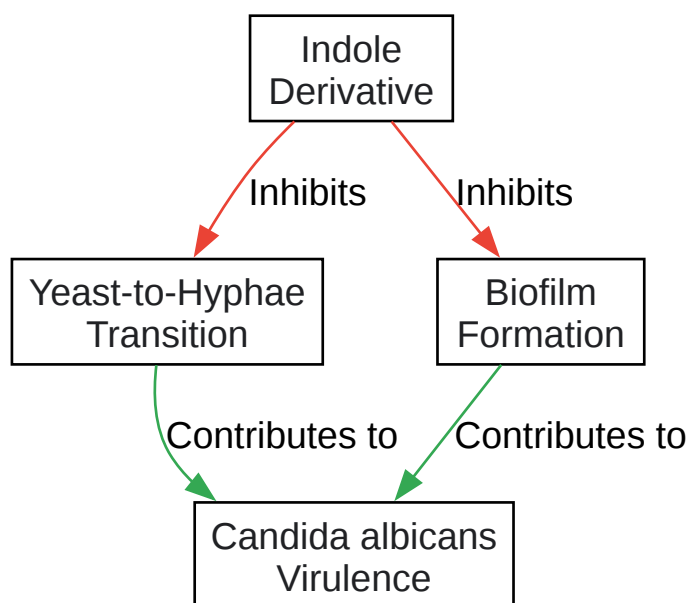 Indole
Derivative
Inhibits
Inhibits
Yeast-to-Hyphae
Transition
Biofilm
Formation
Contributes to
Contributes to
Candida albicans
Virulence